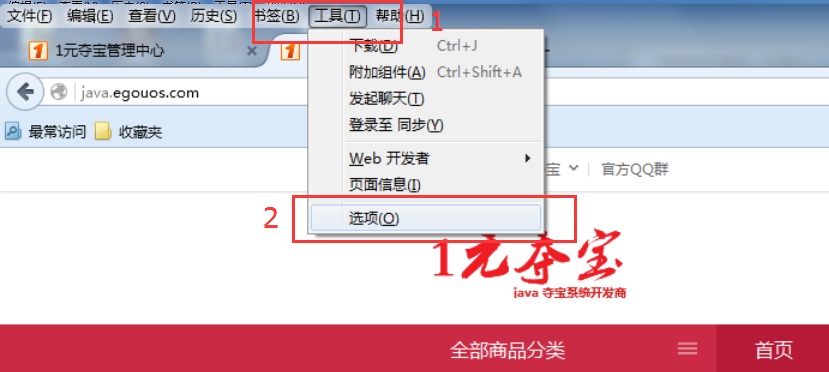 文件(F) 编辑(E) 查看(V) 历史(S) 书签(B) 工具(T) 帮助(H) 1
1元夺宝管理中心
下载(D) Ctrl+J
附加组件(A) Ctrl+Shift+A
java.egouos.com
发起聊天(T)
登录至 同步(Y)
最常访问 收藏夹
Web 开发者
宝 官方QQ群
页面信息(I)
2 选项(O)
1元夺宝
java 夺宝系统开发商
全部商品分类 首页